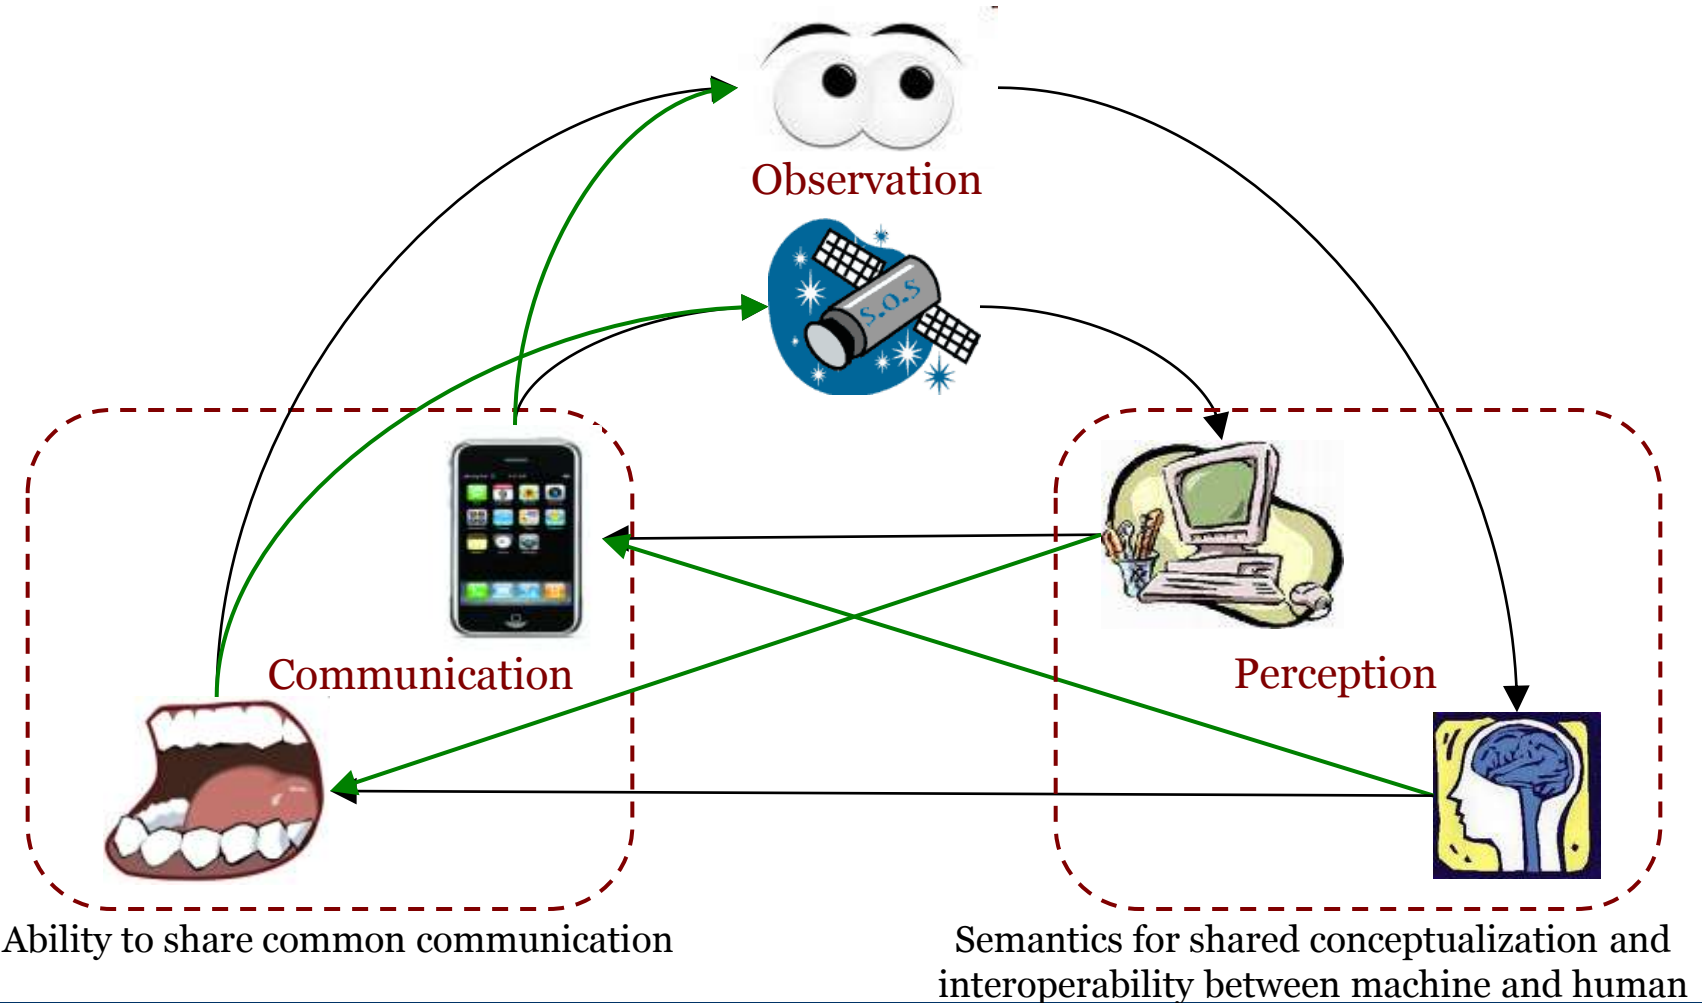 Observation
S.O.S
Communication
Perception
Ability to share common communication
Semantics for shared conceptualization and
interoperability between machine and human